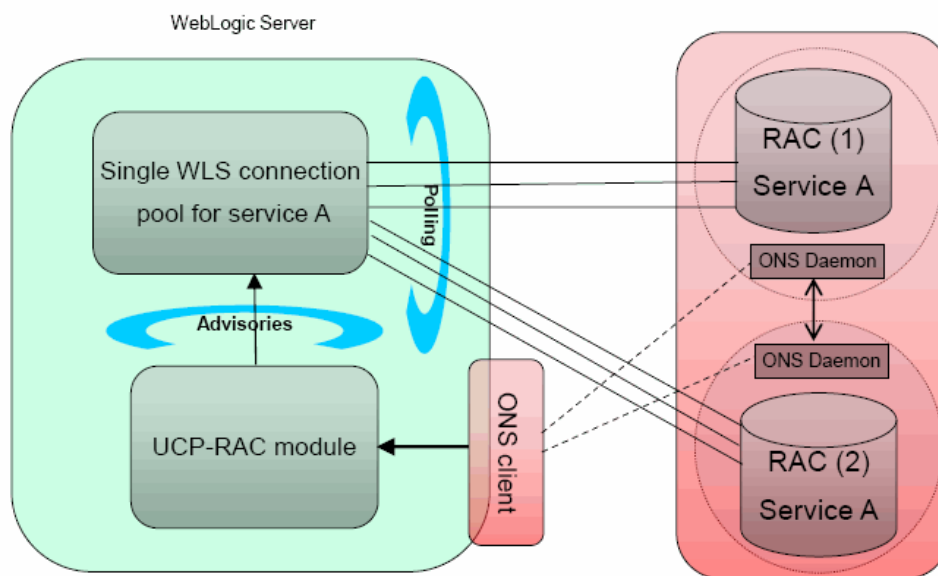 WebLogic Server
Single WLS connection
pool for service A
Polling
Advisories
UCP-RAC module
ONS client
RAC (1)
Service A
ONS Daemon
ONS Daemon
RAC (2)
Service A